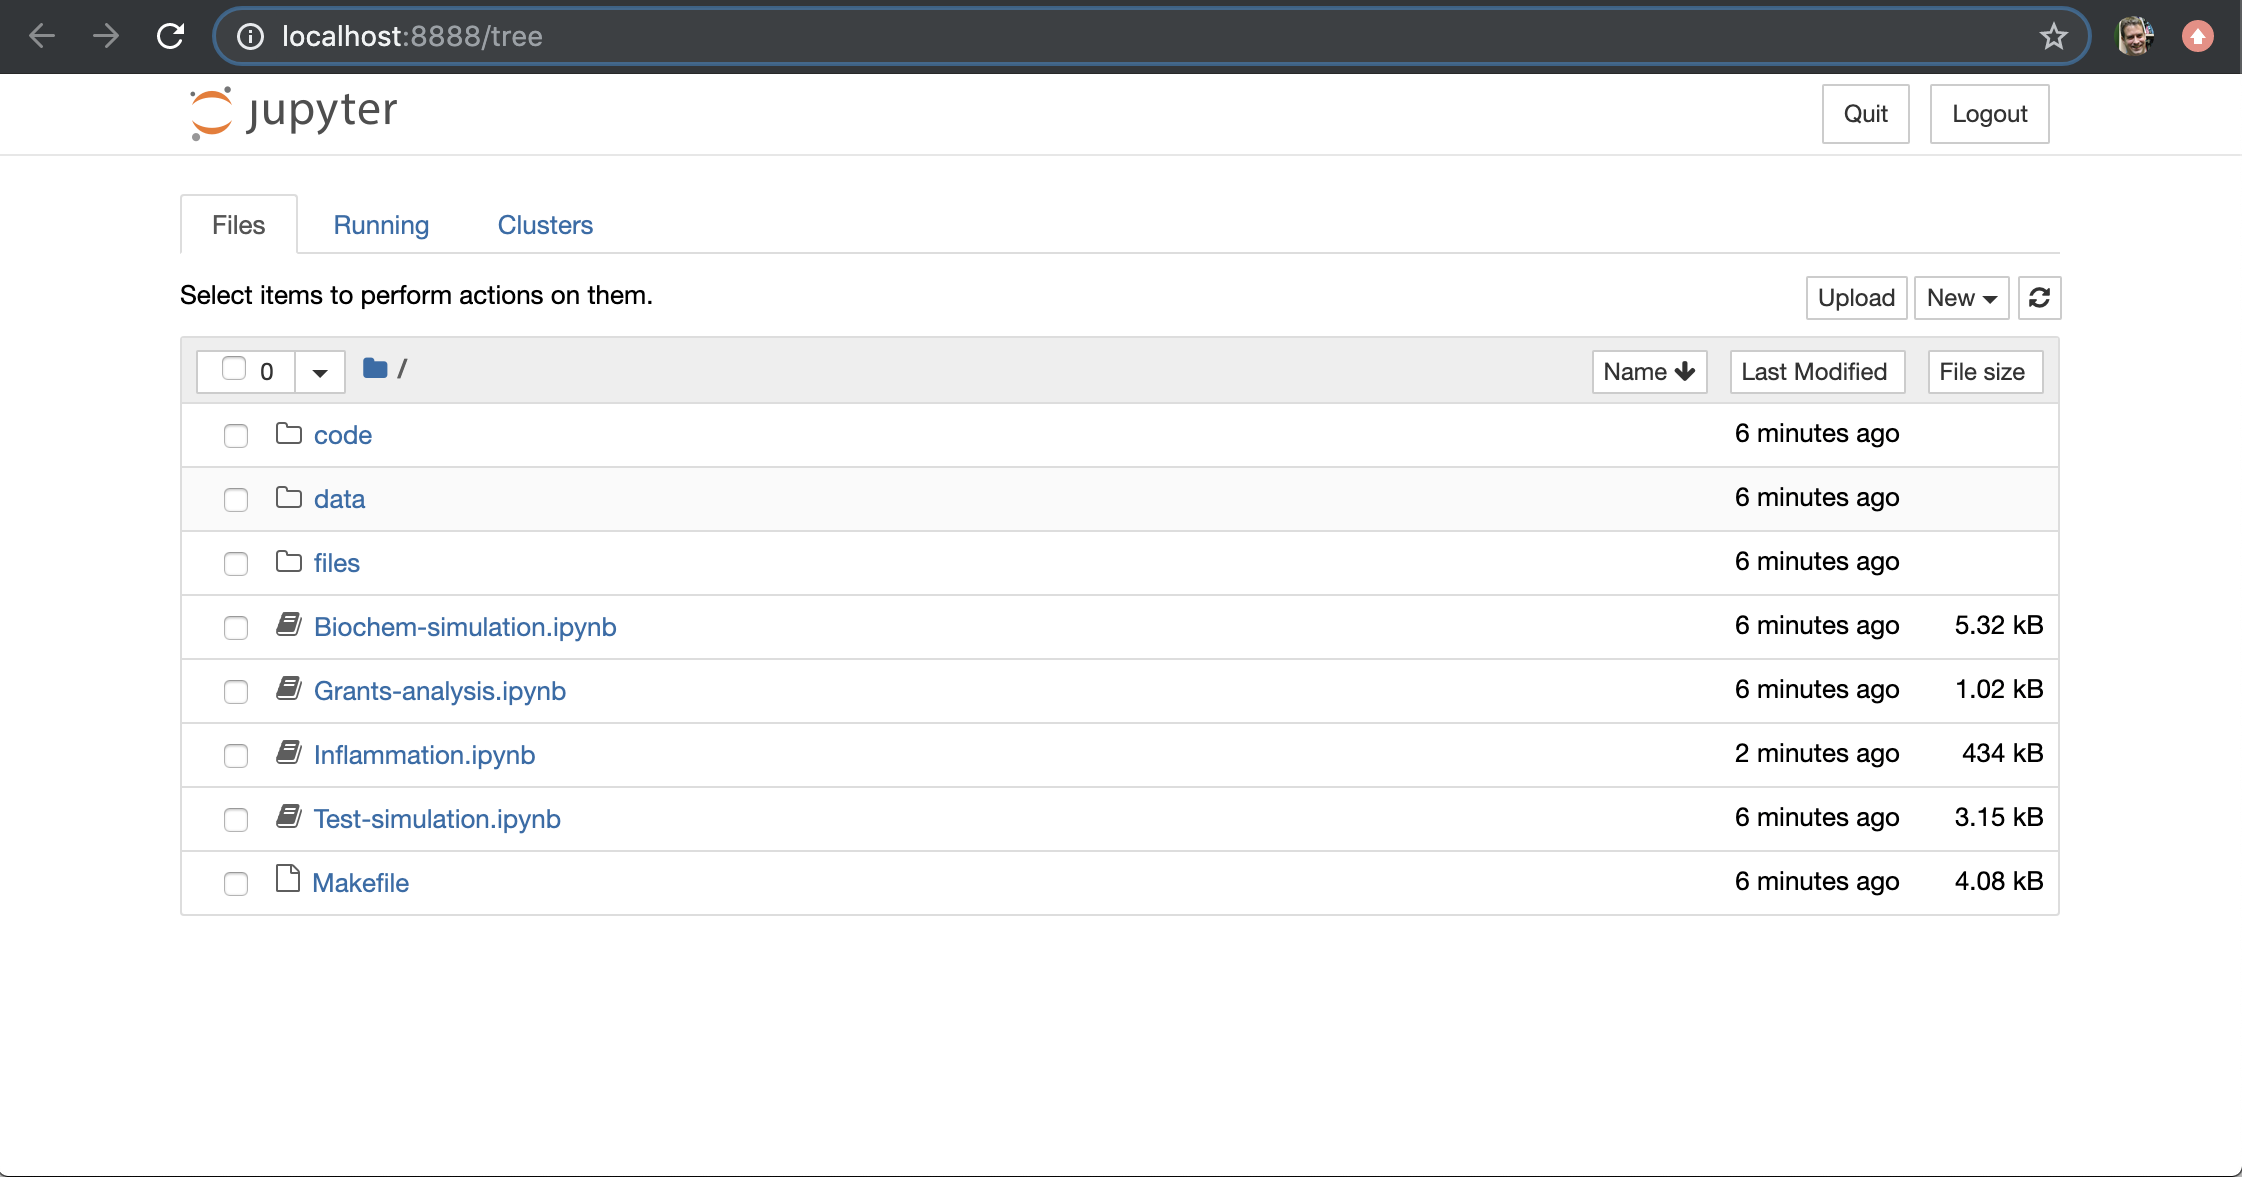 localhost:8888/tree
jupyter
Quit Logout
Files Running Clusters
Select items to perform actions on them.
Upload New
0 / Name Last Modified File size
code 6 minutes ago
data 6 minutes ago
files 6 minutes ago
Biochem-simulation.ipynb 6 minutes ago 5.32 kB
Grants-analysis.ipynb 6 minutes ago 1.02 kB
Inflammation.ipynb 2 minutes ago 434 kB
Test-simulation.ipynb 6 minutes ago 3.15 kB
Makefile 6 minutes ago 4.08 kB